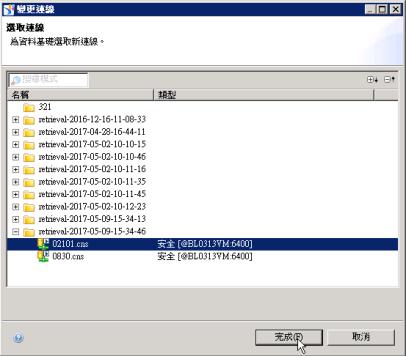 變更連線
選取連線
為資料基礎選取新連線。
搜尋模式
名稱 類型
321
retrieval-2016-12-16-11-08-33
retrieval-2017-04-28-16-44-11
retrieval-2017-05-02-10-10-15
retrieval-2017-05-02-10-10-46
retrieval-2017-05-02-10-11-16
retrieval-2017-05-02-10-11-35
retrieval-2017-05-02-10-11-45
retrieval-2017-05-02-10-12-23
retrieval-2017-05-09-15-34-13
retrieval-2017-05-09-15-34-46
02101.cns 安全 [@BL0313VM:6400]
0830.cns 安全 [@BL0313VM:6400]
完成(F) 取消